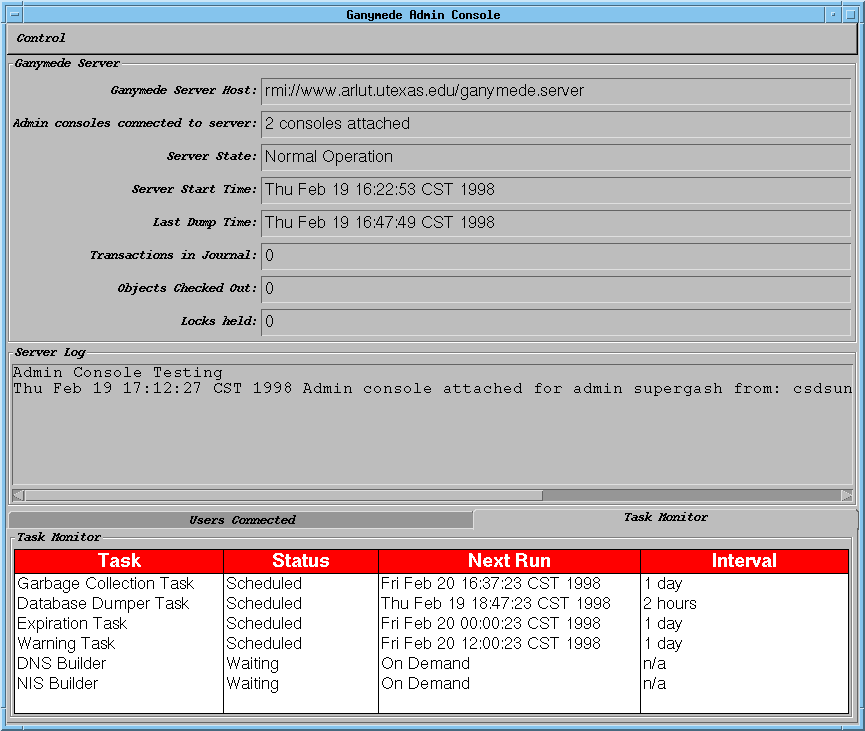 Ganymede Admin Console
Control
Ganymede Server
Ganymede Server Host: rmi://www.arlut.utexas.edu/ganymede.server
Admin consoles connected to server: 2 consoles attached
Server State: Normal Operation
Server Start Time: Thu Feb 19 16:22:53 CST 1998
Last Dump Time: Thu Feb 19 16:47:49 CST 1998
Transactions in Journal: 0
Objects Checked Out: 0
Locks held: 0
Server Log
Admin Console Testing
Thu Feb 19 17:12:27 CST 1998 Admin console attached for admin supergash from: csdsun
Users Connected Task Monitor
Task Monitor
Task Status Next Run Interval
Garbage Collection Task Scheduled Fri Feb 20 16:37:23 CST 1998 1 day
Database Dumper Task Scheduled Thu Feb 19 18:47:23 CST 1998 2 hours
Expiration Task Scheduled Fri Feb 20 00:00:23 CST 1998 1 day
Warning Task Scheduled Fri Feb 20 12:00:23 CST 1998 1 day
DNS Builder Waiting On Demand n/a
NIS Builder Waiting On Demand n/a